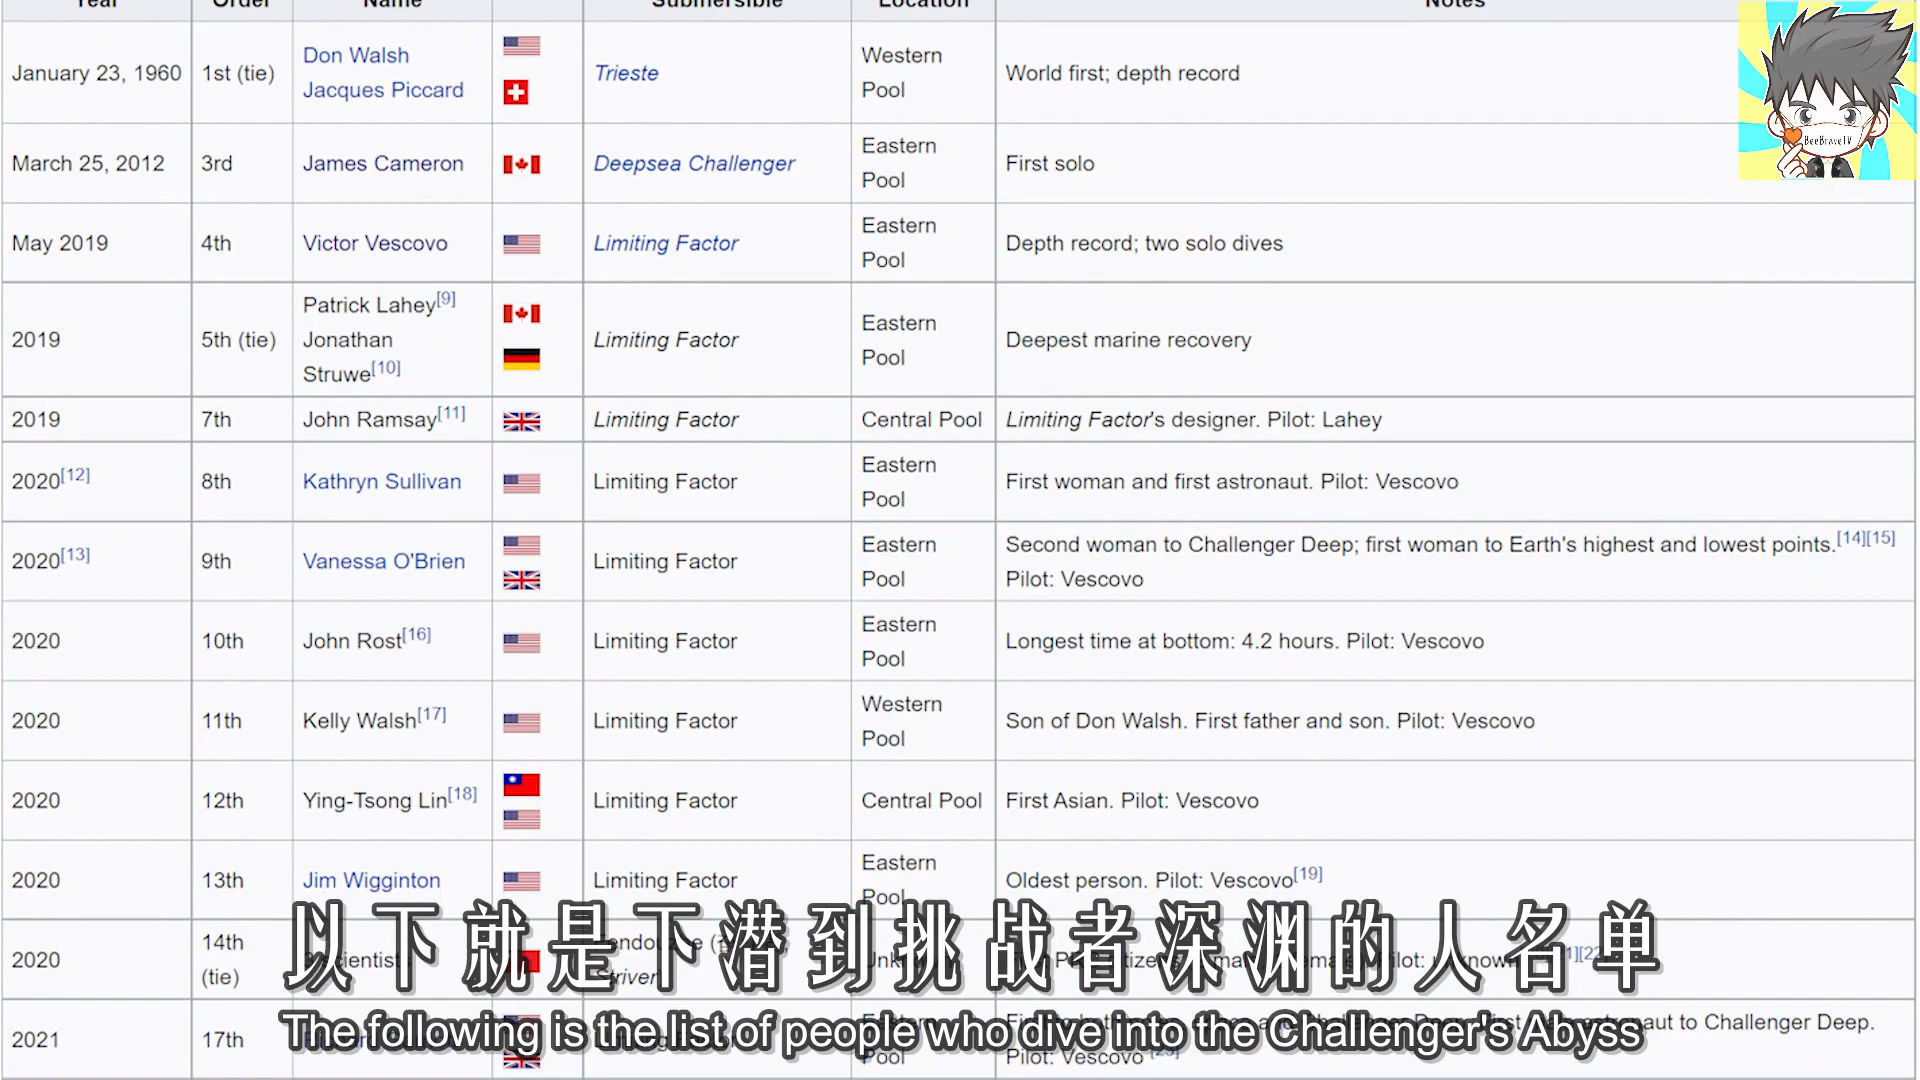 Year Order Name Submersible Location Notes
January 23, 1960 1st (tie) Don Walsh Jacques Piccard Trieste Western Pool World first; depth record
March 25, 2012 3rd James Cameron Deepsea Challenger Eastern Pool First solo
May 2019 4th Victor Vescovo Limiting Factor Eastern Pool Depth record; two solo dives
2019 5th (tie) Patrick Lahey[9] Jonathan Struwe[10] Limiting Factor Eastern Pool Deepest marine recovery
2019 7th John Ramsay[11] Limiting Factor Central Pool Limiting Factor's designer. Pilot: Lahey
2020[12] 8th Kathryn Sullivan Limiting Factor Eastern Pool First woman and first astronaut. Pilot: Vescovo
2020[13] 9th Vanessa O'Brien Limiting Factor Eastern Pool Second woman to Challenger Deep; first woman to Earth's highest and lowest points.[14][15] Pilot: Vescovo
2020 10th John Rost[16] Limiting Factor Eastern Pool Longest time at bottom: 4.2 hours. Pilot: Vescovo
2020 11th Kelly Walsh[17] Limiting Factor Western Pool Son of Don Walsh. First father and son. Pilot: Vescovo
2020 12th Ying-Tsong Lin[18] Limiting Factor Central Pool First Asian. Pilot: Vescovo
2020 13th Jim Wigginton Limiting Factor Eastern Pool Oldest person. Pilot: Vescovo[19]
2020 14th (tie)
2021 17th Pool to Challenger Deep. Pilot: Vescovo
BeeBraveTV
以下就是下潜到挑战者深渊的人名单
The following is the list of people who dive into the Challenger's Abyss